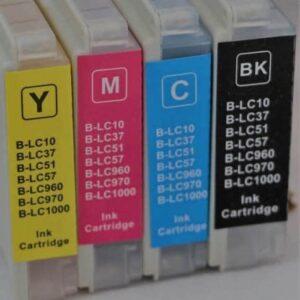 Y
B-LC10
B-LC37
B-LC51
B-LC57
B-LC960
B-LC970
B-LC1000
Ink
Cartridge
M
B-LC10
B-LC37
B-LC51
B-LC57
B-LC960
B-LC970
B-LC1000
Ink
Cartridge
C
B-LC10
B-LC37
B-LC51
B-LC57
B-LC960
B-LC970
B-LC1000
Ink
Cartridge
BK
B-LC10
B-LC37
B-LC51
B-LC57
B-LC960
B-LC970
B-LC1000
Ink
Cartridge